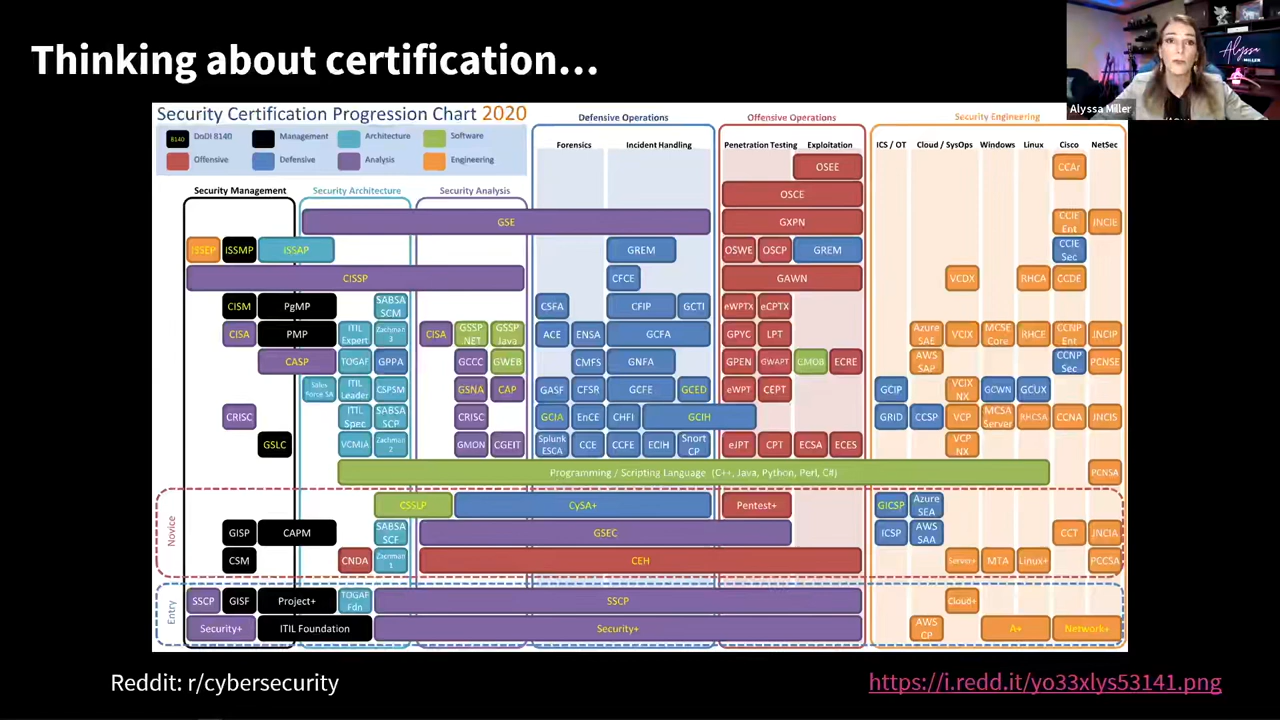 Thinking about certification...
Alyssa
MILLER
Alyssa Miller
Security Certification Progression Chart 2020
8140 DoDI 8140 Management Architecture Software
Offensive Defensive Analysis Engineering
Defensive Operations Offensive Operations Security Engineering
Forensics Incident Handling Penetration Testing Exploitation ICS / OT Cloud / SysOps Windows Linux Cisco NetSec
OSEE CCAr
Security Management Security Architecture Security Analysis OSCE
GSE GXPN CCIE Ent JNCIE
ISSEP ISSMP ISSAP GREM OSWE OSCP GREM CCIE Sec
CISSP CFCE GAWN VCDX RHCA CCDE
CISM PgMP SABSA SCM CSFA CFIP GCTI eWPTX eCPTX
CISA PMP ITIL Expert Zachman 3 CISA GSSP NET GSSP Java ACE ENSA GCFA GPYC LPT Azure SAE VCIX MCSE Core RHCE CCNP Ent JNCIP
CASP TOGAF GPPA GCCC GWEB CMFS GNFA GPEN GWAPT CMOB ECRE AWS SAP CCNP Sec PCNSE
Sales Force SA ITIL Leader CSPSM GSNA CAP GASF CFSR GCFE GCED eWPT CEPT GCIP VCIX NX GCWN GCUX
CRISC ITIL Spec SABSA SCP CRISC GCIA EnCE CHFI GCIH GRID CCSP VCP MCSA Server RHCSA CCNA JNCIS
GSLC VCMIA Zachman 2 GMON CGEIT Splunk ESCA CCE CCFE ECIH Snort CP eJPT CPT ECSA ECES VCP NX
Programming / Scripting Language (C++, Java, Python, Perl, C#) PCNSA
Novice
CSSLP CySA+ Pentest+ GICSP Azure SEA
GISP CAPM SABSA SCF GSEC ICSP AWS SAA CCT JNCIA
CSM CNDA Zachman 1 CEH Server+ MTA Linux+ PCCSA
Entry
SSCP GISF Project+ TOGAF Fdn SSCP Cloud+
Security+ ITIL Foundation Security+ AWS CP A+ Network+
Reddit: r/cybersecurity
https://i.redd.it/yo33xlys53141.png